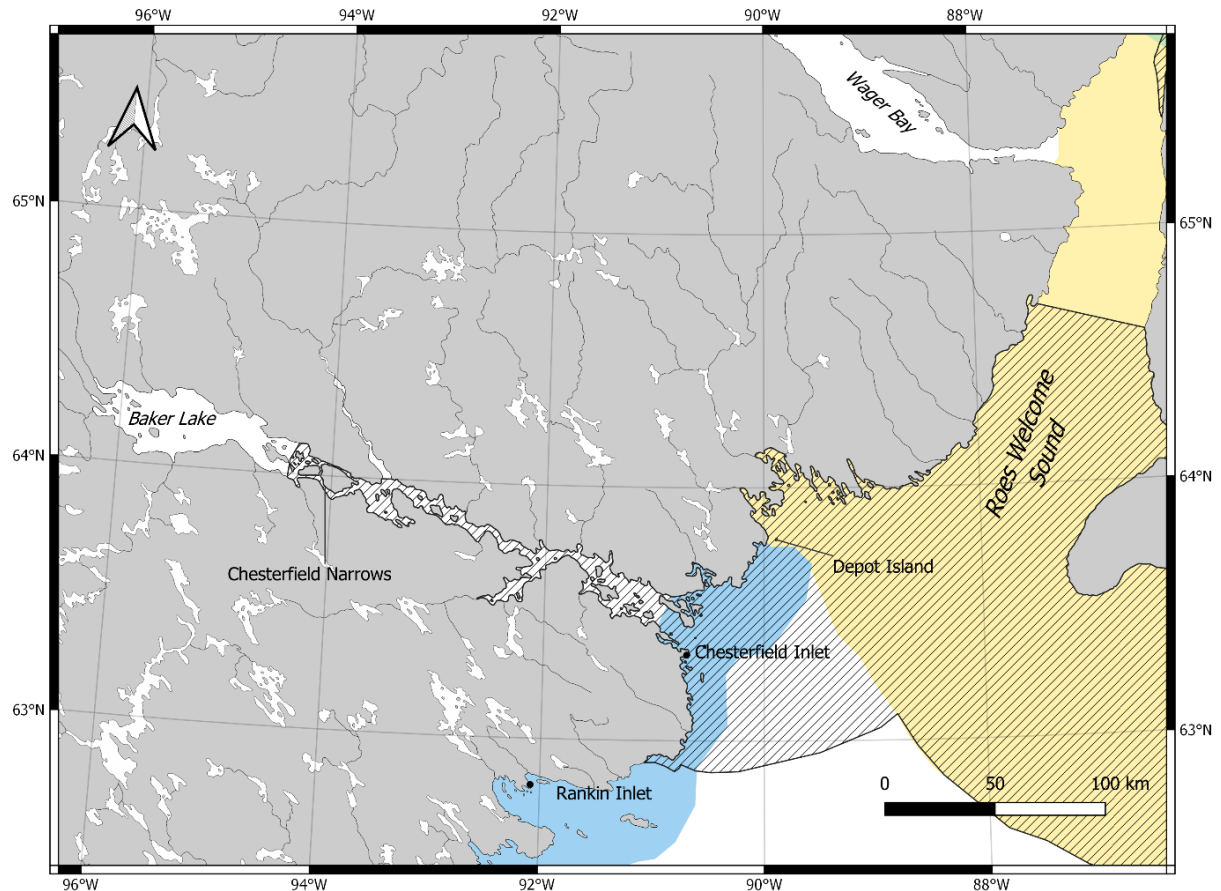 96°W 94°W 92°W 90°W 88°W
Wager Bay
65°N 65°N
Roes Welcome
Sound
Baker Lake
64°N 64°N
Chesterfield Narrows
Depot Island
Chesterfield Inlet
63°N 63°N
0 50 100 km
Rankin Inlet
96°W 94°W 92°W 90°W 88°W